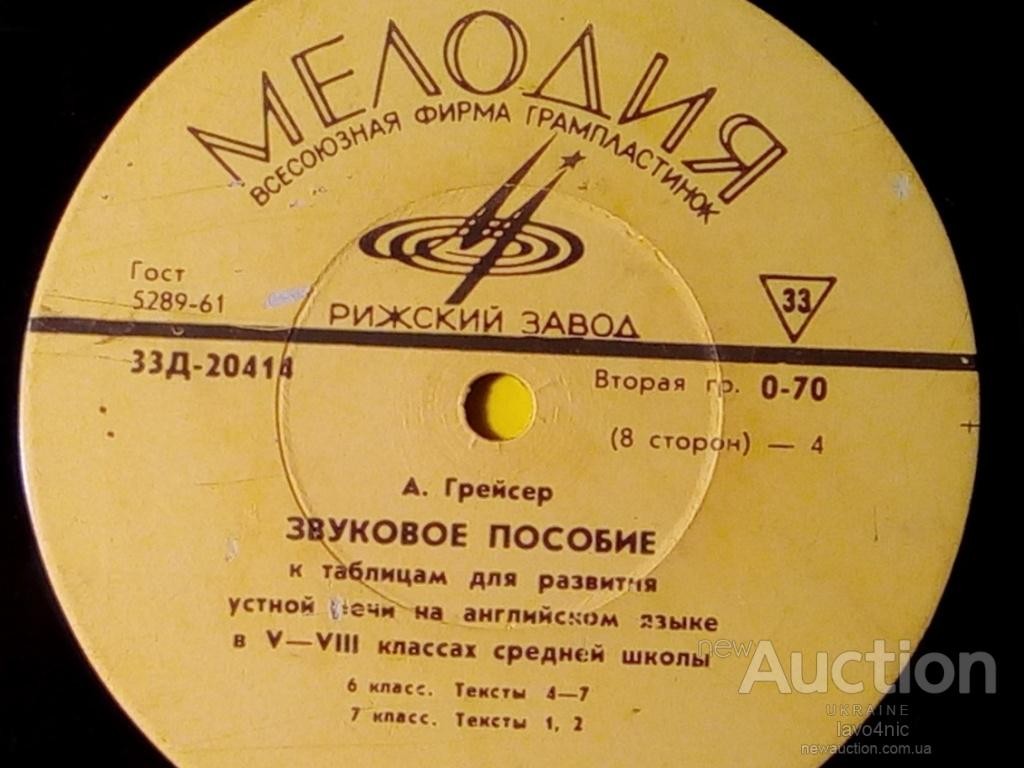 МЕЛОДИЯ
ВСЕСОЮЗНАЯ ФИРМА ГРАМПЛАСТИНОК
Гост
5289-61
33
РИЖСКИЙ ЗАВОД
33Д-20414
Вторая гр. 0-70
(8 сторон) — 4
А. Грейсер
ЗВУКОВОЕ ПОСОБИЕ
к таблицам для развития
устной речи на английском языке
в V—VIII классах средней школы
6 класс. Тексты 4—7
7 класс. Тексты 1, 2
newAuction
UKRAINE
lavo4nic
newauction.com.ua